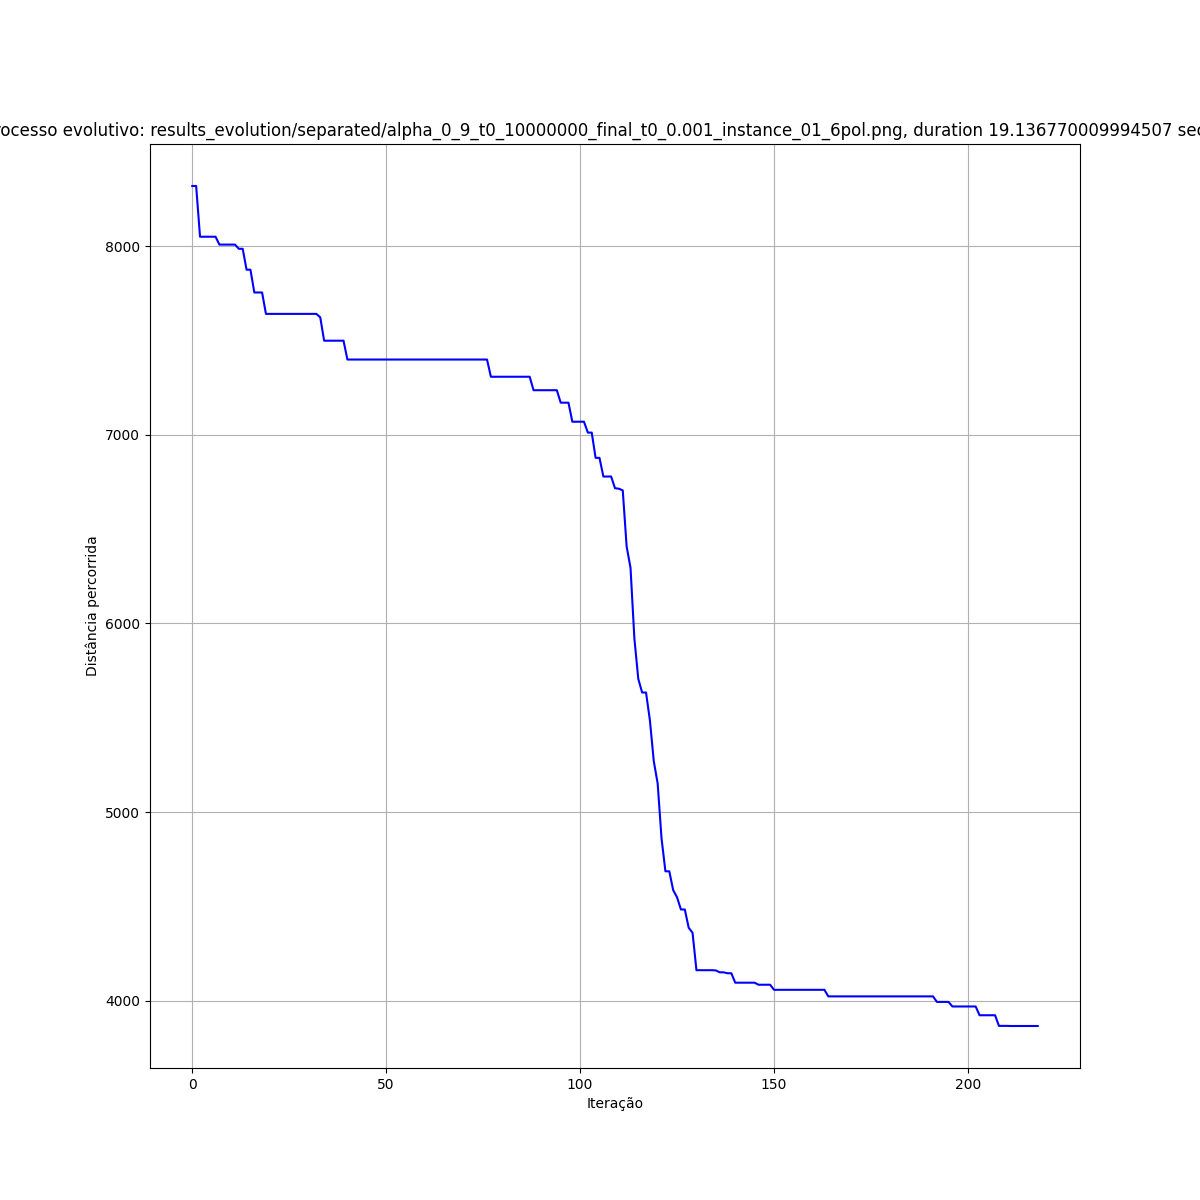 ocesso evolutivo: results_evolution/separated/alpha_0_9_t0_10000000_final_t0_0.001_instance_01_6pol.png, duration 19.136770009994507 sec
8000
7000
6000
5000
4000
Distância percorrida
0 50 100 150 200
Iteração